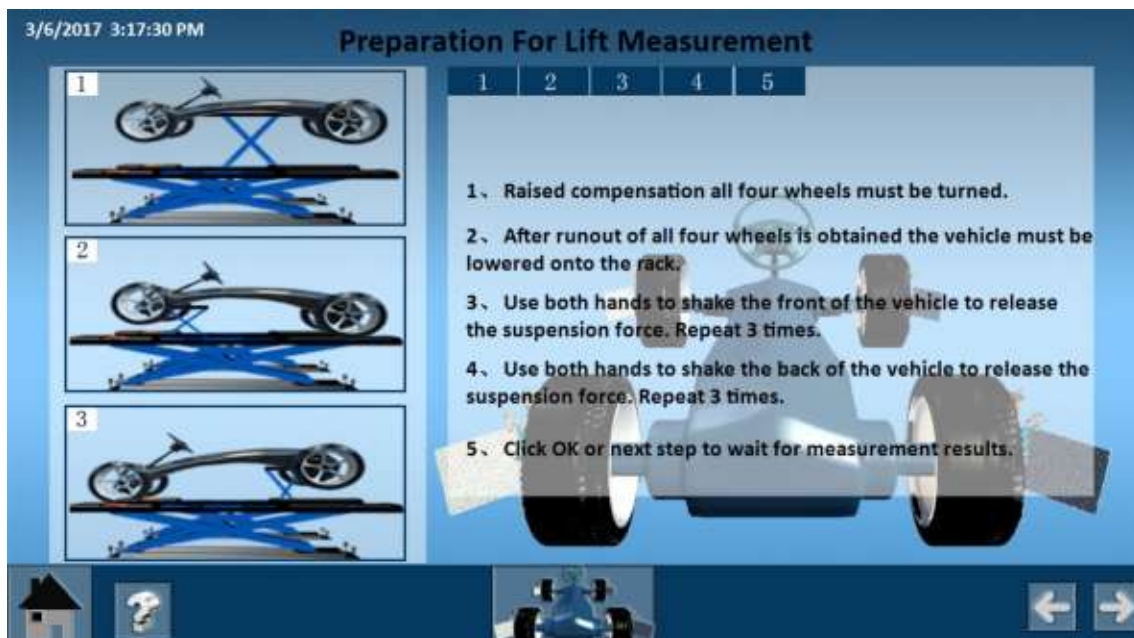 3/6/2017 3:17:30 PM
Preparation For Lift Measurement
1
2
3
1 2 3 4 5
1、 Raised compensation all four wheels must be turned.
2、 After runout of all four wheels is obtained the vehicle must be
lowered onto the rack.
3、 Use both hands to shake the front of the vehicle to release
the suspension force. Repeat 3 times.
4、 Use both hands to shake the back of the vehicle to release the
suspension force. Repeat 3 times.
5、 Click OK or next step to wait for measurement results.
?